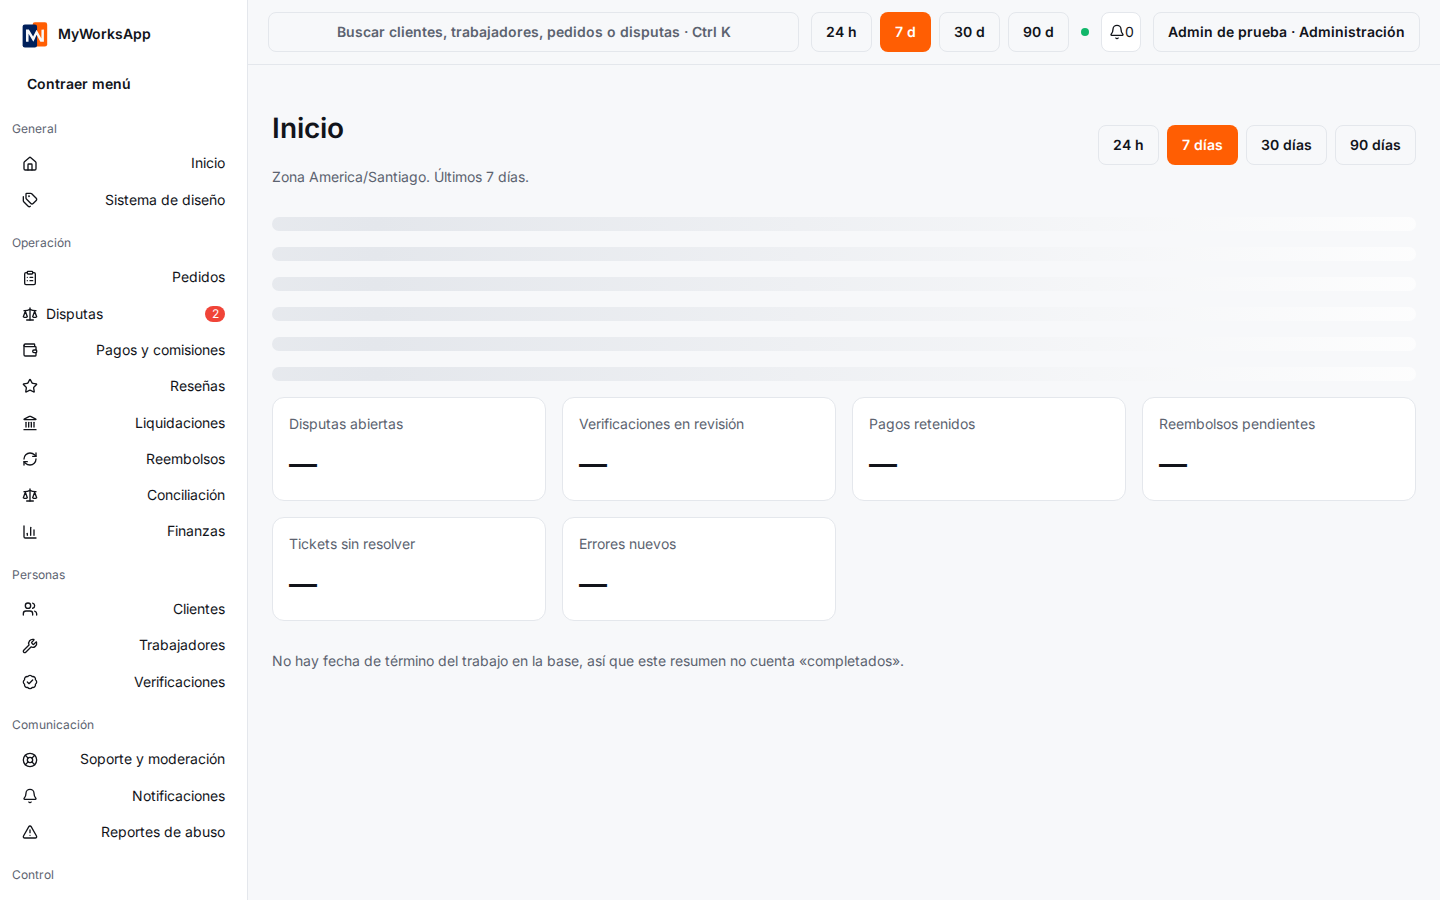 MyWorksApp
Contraer menú
General
Inicio
Sistema de diseño
Operación
Pedidos
Disputas 2
Pagos y comisiones
Reseñas
Liquidaciones
Reembolsos
Conciliación
Finanzas
Personas
Clientes
Trabajadores
Verificaciones
Comunicación
Soporte y moderación
Notificaciones
Reportes de abuso
Control
Buscar clientes, trabajadores, pedidos o disputas · Ctrl K
24 h
7 d
30 d
90 d
0
Admin de prueba · Administración
Inicio
24 h
7 días
30 días
90 días
Zona America/Santiago. Últimos 7 días.
Disputas abiertas
—
Verificaciones en revisión
—
Pagos retenidos
—
Reembolsos pendientes
—
Tickets sin resolver
—
Errores nuevos
—
No hay fecha de término del trabajo en la base, así que este resumen no cuenta «completados».